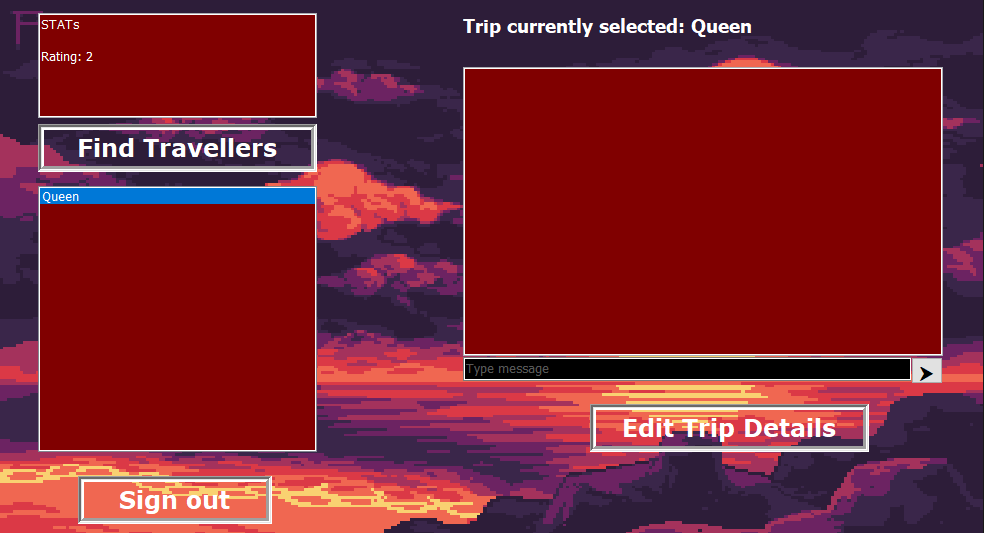 STATs
Rating: 2
Find Travellers
Queen
Sign out
Trip currently selected: Queen
Type message
Edit Trip Details